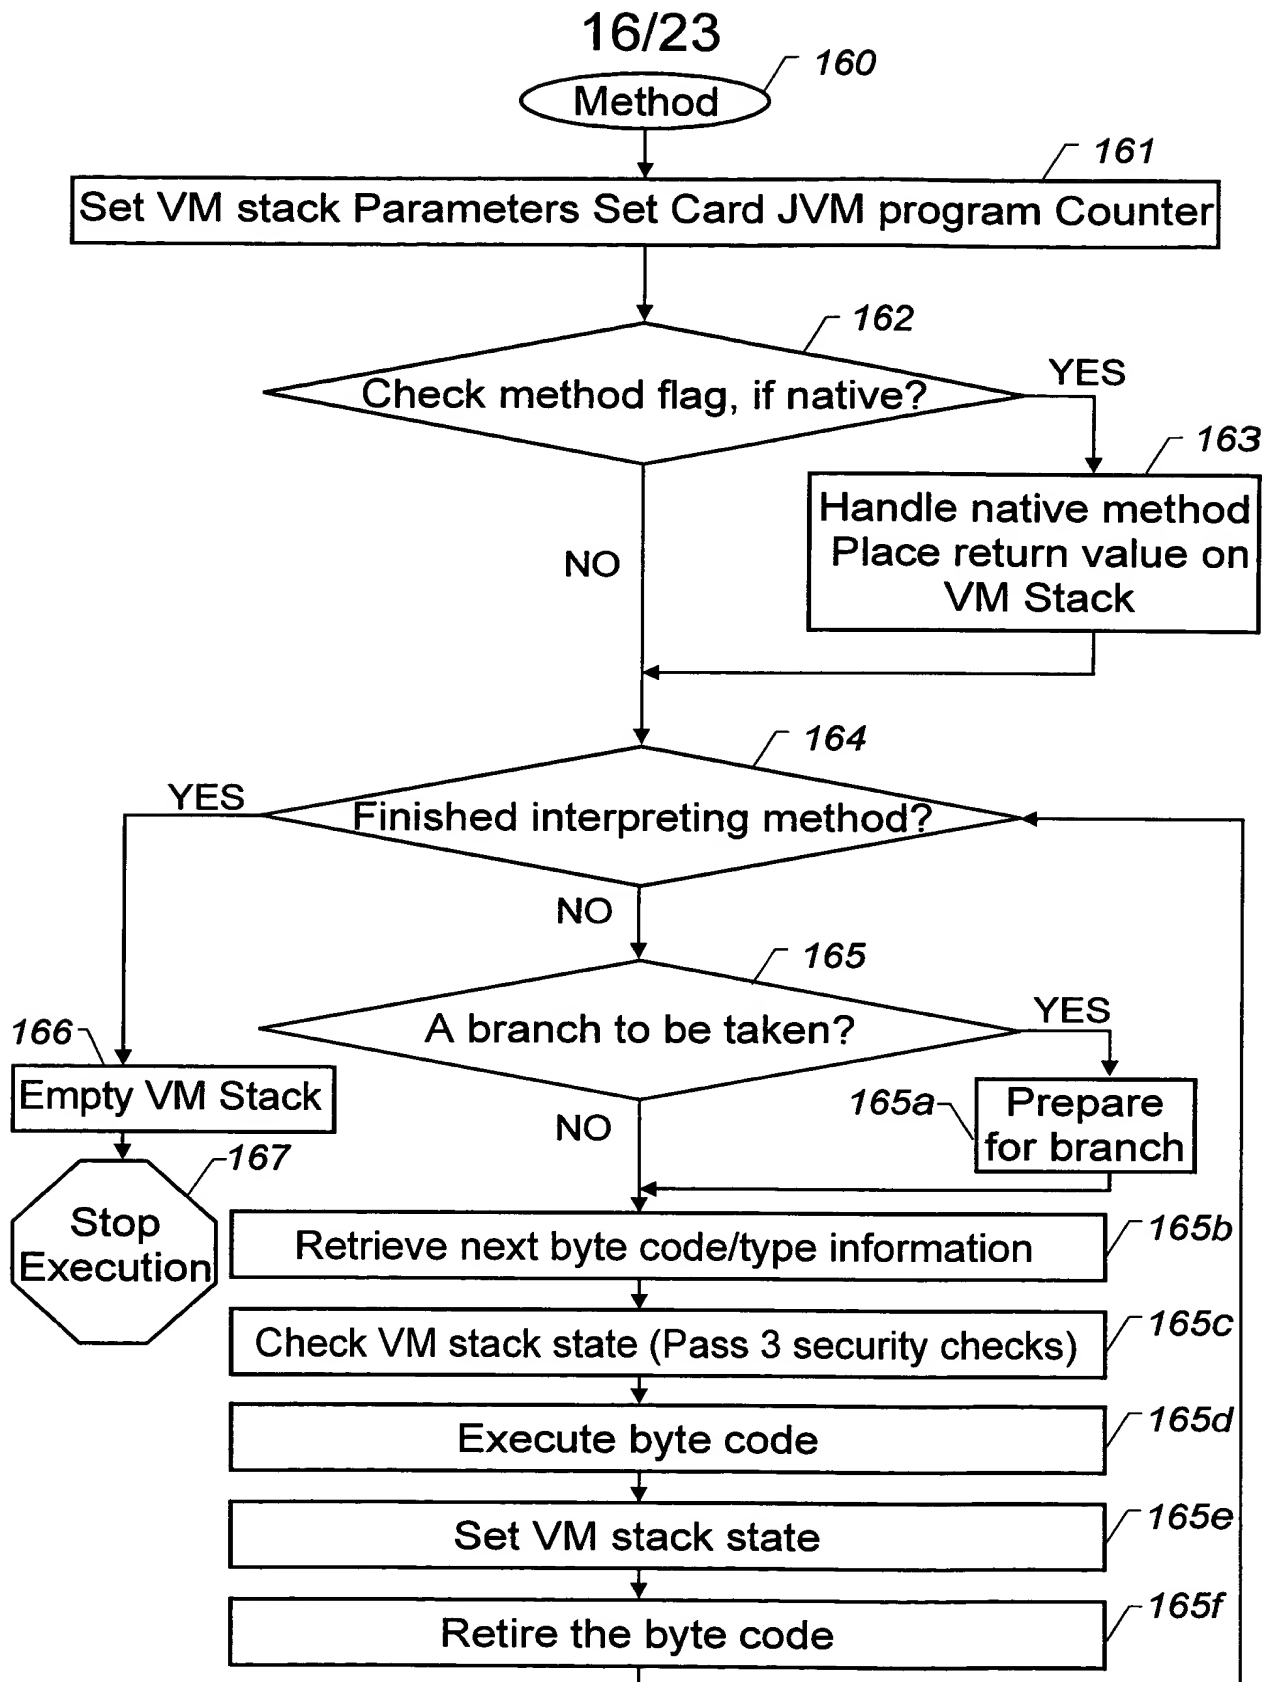 16/23
160
Method
161
Set VM stack Parameters Set Card JVM program Counter
162
Check method flag, if native?
YES
163
Handle native method
Place return value on
VM Stack
NO
164
YES
Finished interpreting method?
NO
165
A branch to be taken?
YES
166
Empty VM Stack
165a
Prepare
for branch
NO
167
Stop
Execution
Retrieve next byte code/type information
165b
Check VM stack state (Pass 3 security checks)
165c
Execute byte code
165d
Set VM stack state
165e
Retire the byte code
165f